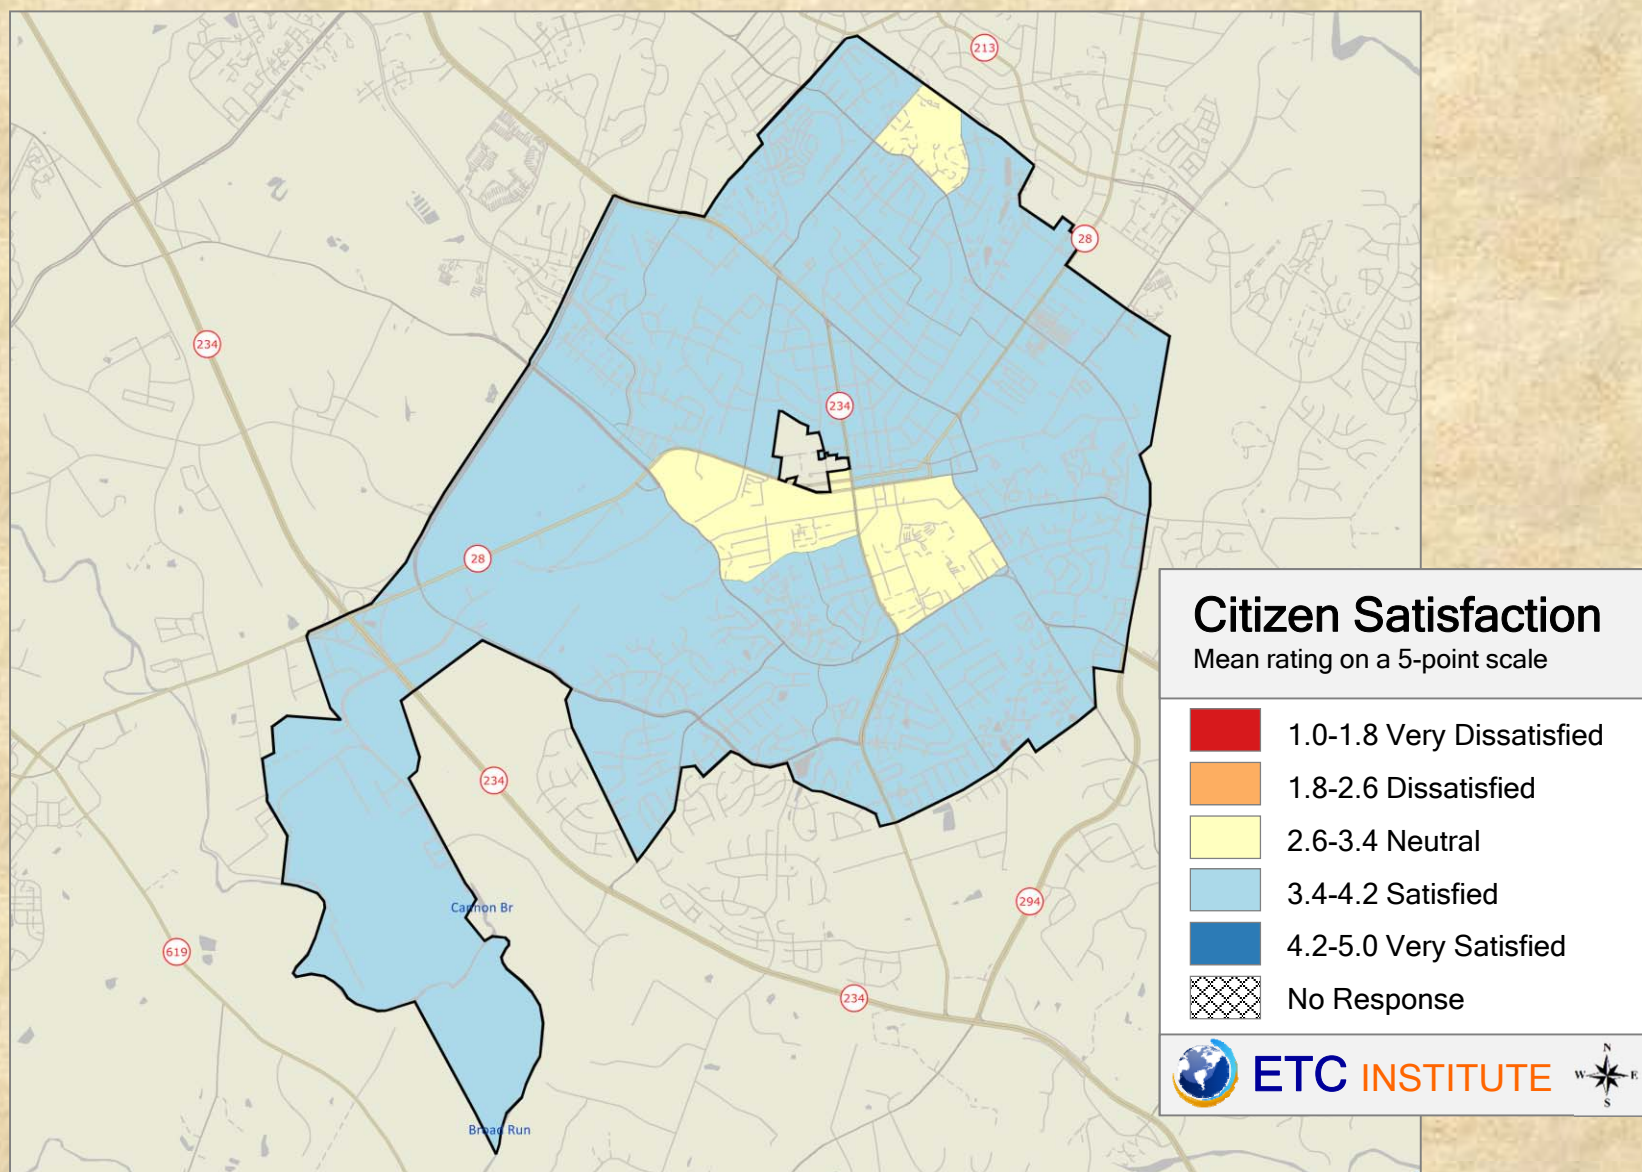 213
28
234
234
28
234
Cannon Br
294
619
234
Broad Run
Citizen Satisfaction
Mean rating on a 5-point scale
1.0-1.8 Very Dissatisfied
1.8-2.6 Dissatisfied
2.6-3.4 Neutral
3.4-4.2 Satisfied
4.2-5.0 Very Satisfied
No Response
ETC INSTITUTE
N
W E
S